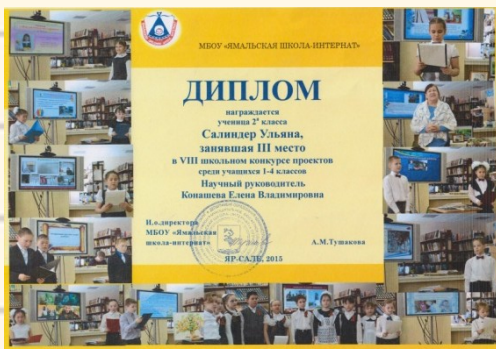 МБОУ «ЯМАЛЬСКАЯ ШКОЛА-ИНТЕРНАТ»
ДИПЛОМ
награждается
ученица 2ᵃ класса
Салиндер Ульяна,
занявшая III место
в VIII школьном конкурсе проектов
среди учащихся 1-4 классов
Научный руководитель
Конашева Елена Владимировна
И.о.директора
МБОУ «Ямальская
школа-интернат»
А.М.Тушакова
ЯР-САЛЕ, 2015